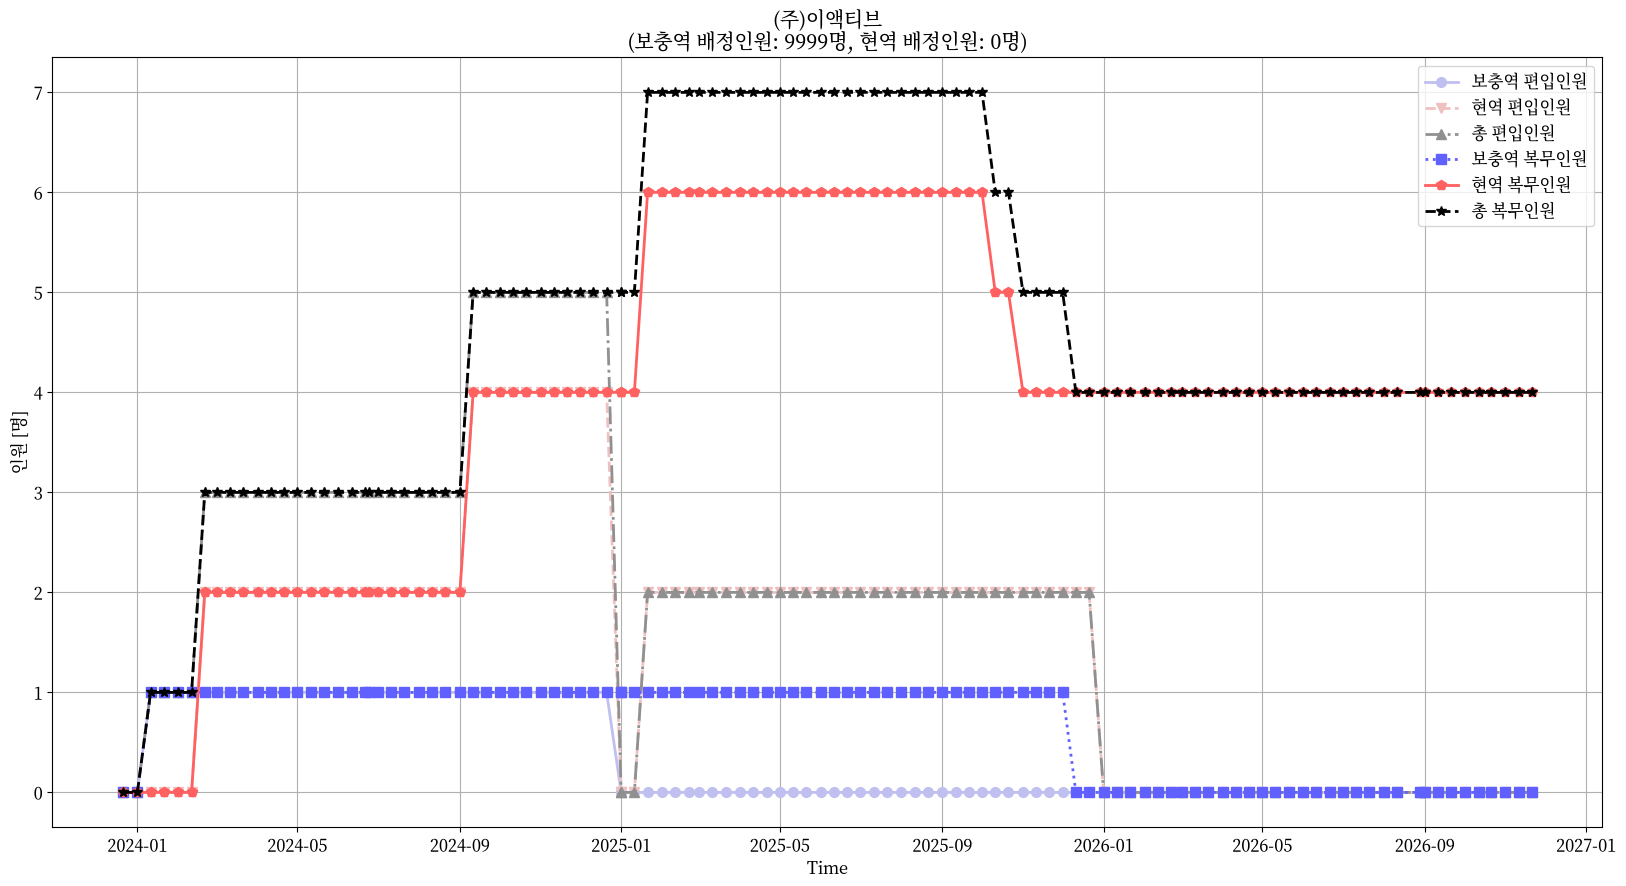 (주)이액티브
(보충역 배정인원: 9999명, 현역 배정인원: 0명)
보충역 편입인원
현역 편입인원
총 편입인원
보충역 복무인원
현역 복무인원
총 복무인원
인원 [명]
7
6
5
4
3
2
1
0
2024-01 2024-05 2024-09 2025-01 2025-05 2025-09 2026-01 2026-05 2026-09 2027-01
Time